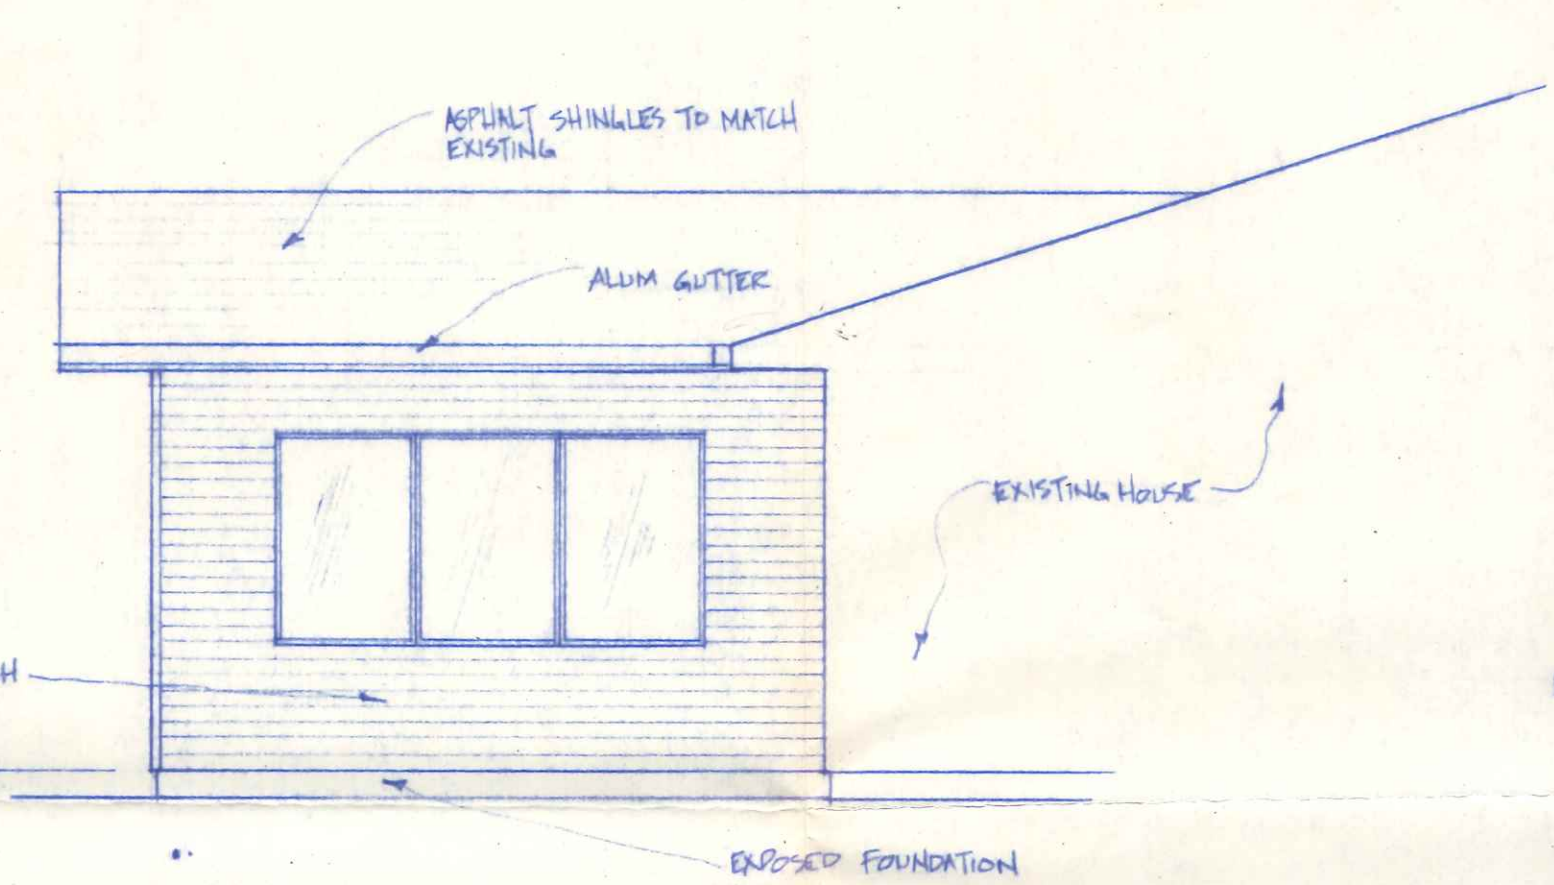 ASPHALT SHINGLES TO MATCH
EXISTING
ALUM GUTTER
EXISTING HOUSE
H
EXPOSED FOUNDATION